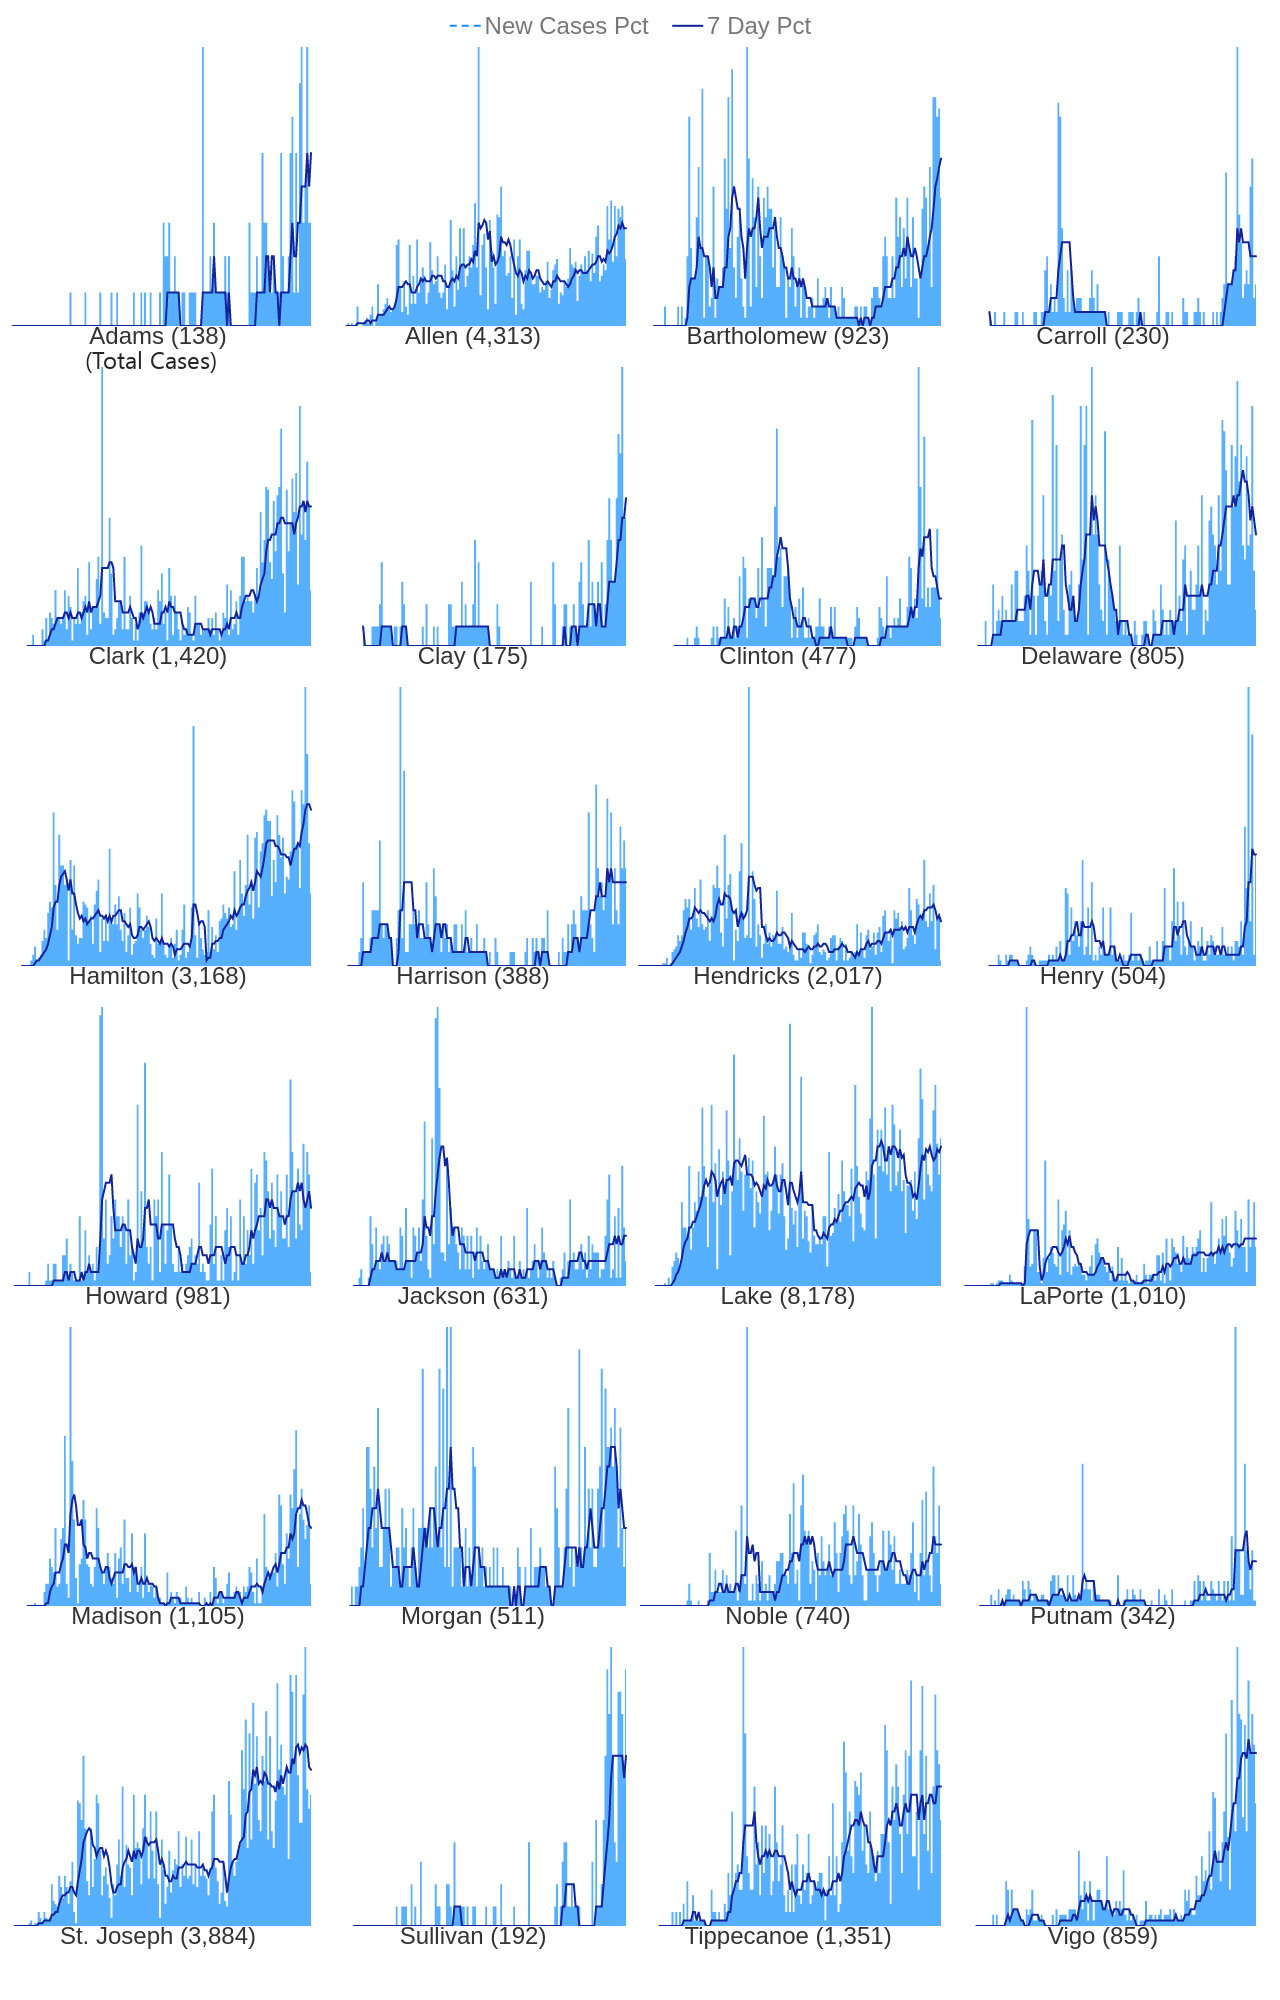 New Cases Pct 7 Day Pct
Adams (138) Allen (4,313) Bartholomew (923) Carroll (230)
(Total Cases)
Clark (1,420) Clay (175) Clinton (477) Delaware (805)
Hamilton (3,168) Harrison (388) Hendricks (2,017) Henry (504)
Howard (981) Jackson (631) Lake (8,178) LaPorte (1,010)
Madison (1,105) Morgan (511) Noble (740) Putnam (342)
St. Joseph (3,884) Sullivan (192) Tippecanoe (1,351) Vigo (859)